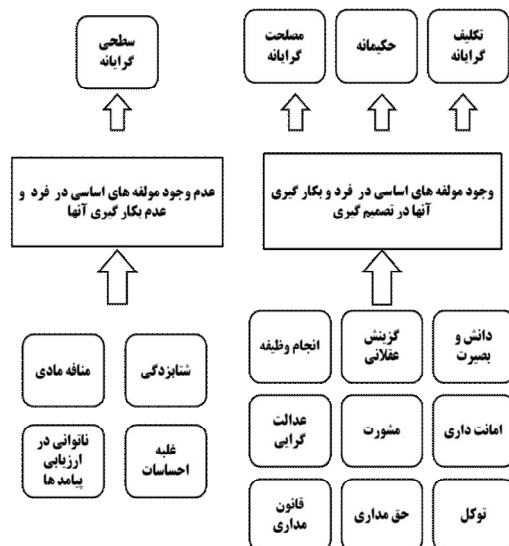 تکلیف
گرایانه
حکیمانه
مصلحت
گرایانه
سطحی
گرایانه
وجود مولفه های اساسی در فرد و بکار گیری
آنها در تصمیم گیری
عدم وجود مولفه های اساسی در فرد و
عدم بکار گیری آنها
دانش و
بصیرت
گزینش
عقلانی
انجام وظیفه
امانت داری
مشورت
عدالت
گرایی
توکل
حق مداری
قانون
مداری
شتابزدگی
منافه مادی
غلبه
احساسات
ناتوانی در
ارزیابی
پیامد ها